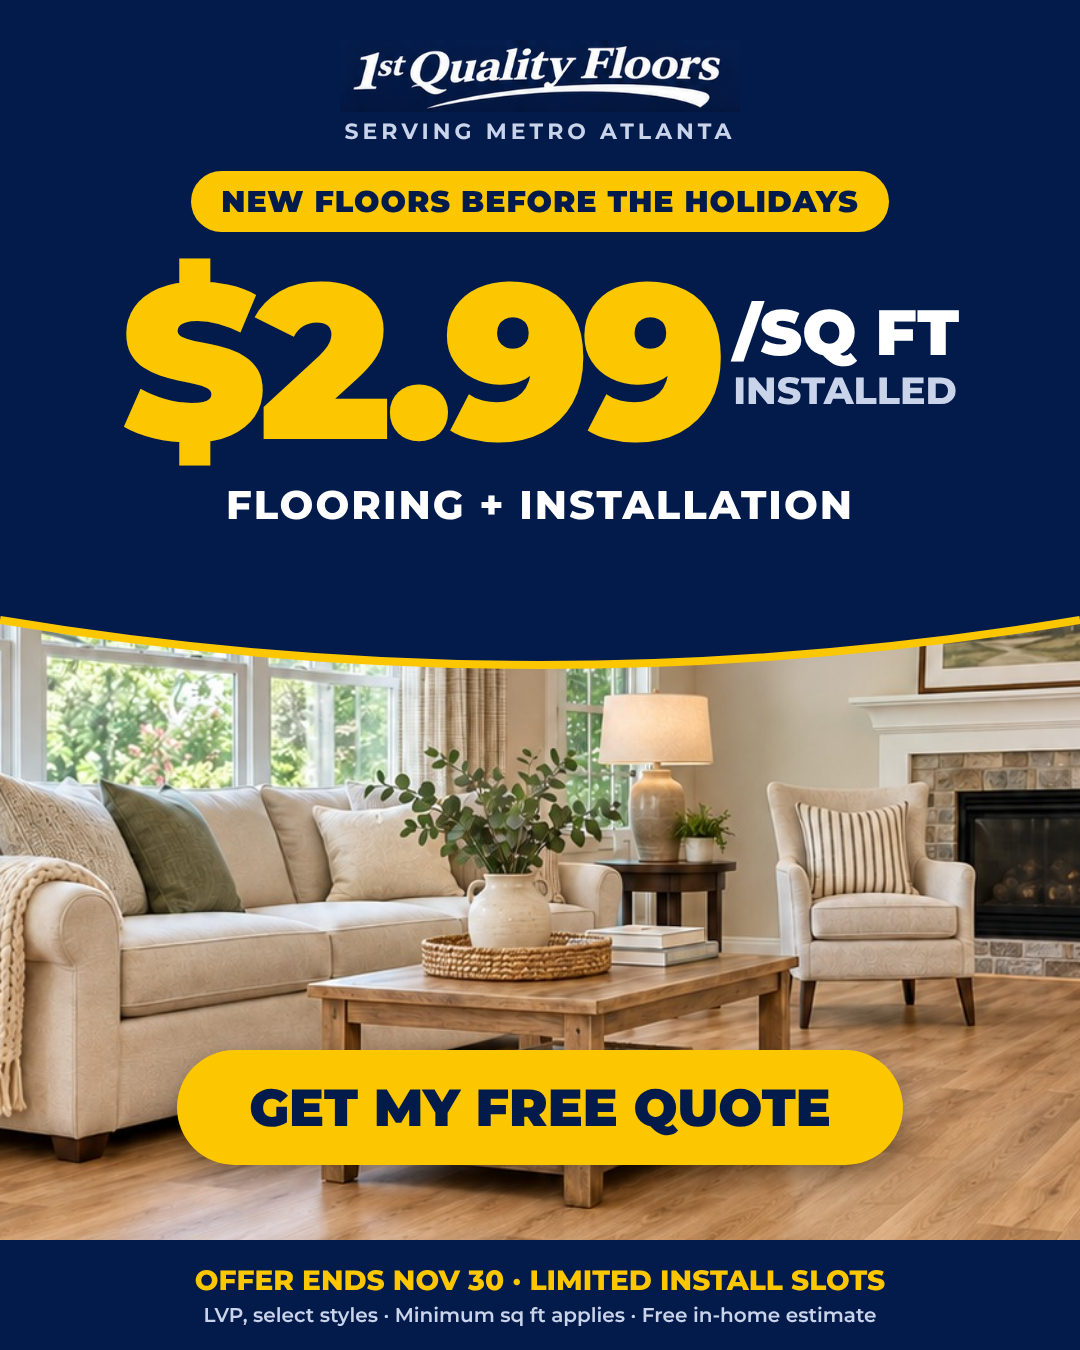 1st Quality Floors
SERVING METRO ATLANTA
NEW FLOORS BEFORE THE HOLIDAYS
$2.99 /SQ FT
INSTALLED
FLOORING + INSTALLATION
GET MY FREE QUOTE
OFFER ENDS NOV 30 · LIMITED INSTALL SLOTS
LVP, select styles · Minimum sq ft applies · Free in-home estimate